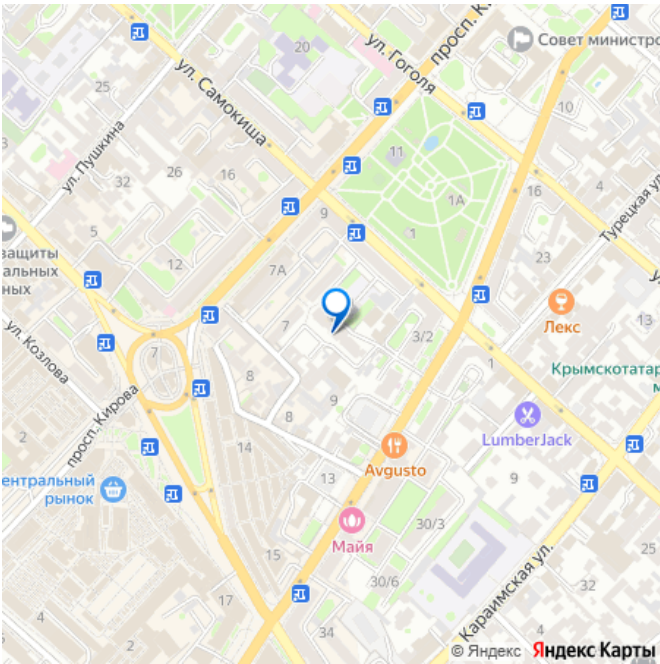 20
ул. Гоголя
просп. К
Совет министро
ул. Самокиша
25
10
ул. Пушкина
11
26
16
32
1А
16
4
Турецкая ул.
9
1
5
защиты
альных
ных
12
7А
23
Лекс
13
7
3/2
ул. Козлова
7
1
Крымскотатар
м
8
просп. Кирова
9
8
LumberJack
2
14
Avgusto
ентральный
рынок
13
9
2
30/3
Майя
15
30/6
Караимская ул.
32
17
4
34
25
© Яндекс Яндекс Карты